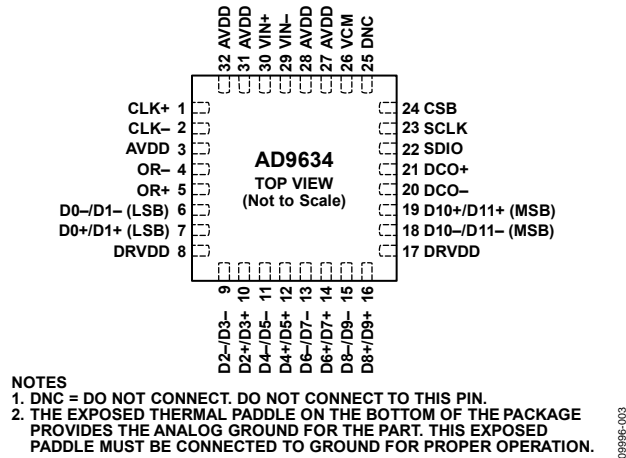 32 AVDD
31 AVDD
30 VIN+
29 VIN–
28 AVDD
27 AVDD
26 VCM
25 DNC
CLK+ 1
CLK– 2
AVDD 3
OR– 4
OR+ 5
D0–/D1– (LSB) 6
D0+/D1+ (LSB) 7
DRVDD 8
AD9634
TOP VIEW
(Not to Scale)
24 CSB
23 SCLK
22 SDIO
21 DCO+
20 DCO–
19 D10+/D11+ (MSB)
18 D10–/D11– (MSB)
17 DRVDD
D2–/D3– 9
D2+/D3+ 10
D4–/D5– 11
D4+/D5+ 12
D6–/D7– 13
D6+/D7+ 14
D8–/D9– 15
D8+/D9+ 16
NOTES
1. DNC = DO NOT CONNECT. DO NOT CONNECT TO THIS PIN.
2. THE EXPOSED THERMAL PADDLE ON THE BOTTOM OF THE PACKAGE
PROVIDES THE ANALOG GROUND FOR THE PART. THIS EXPOSED
PADDLE MUST BE CONNECTED TO GROUND FOR PROPER OPERATION.
09996-003